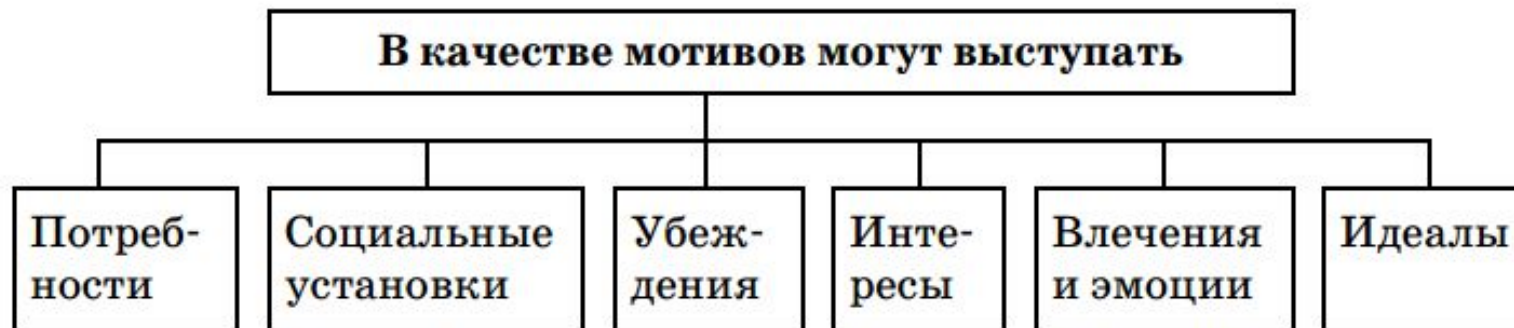 В качестве мотивов могут выступать
Потреб-
ности
Социальные
установки
Убеж-
дения
Инте-
ресы
Влечения
и эмоции
Идеалы